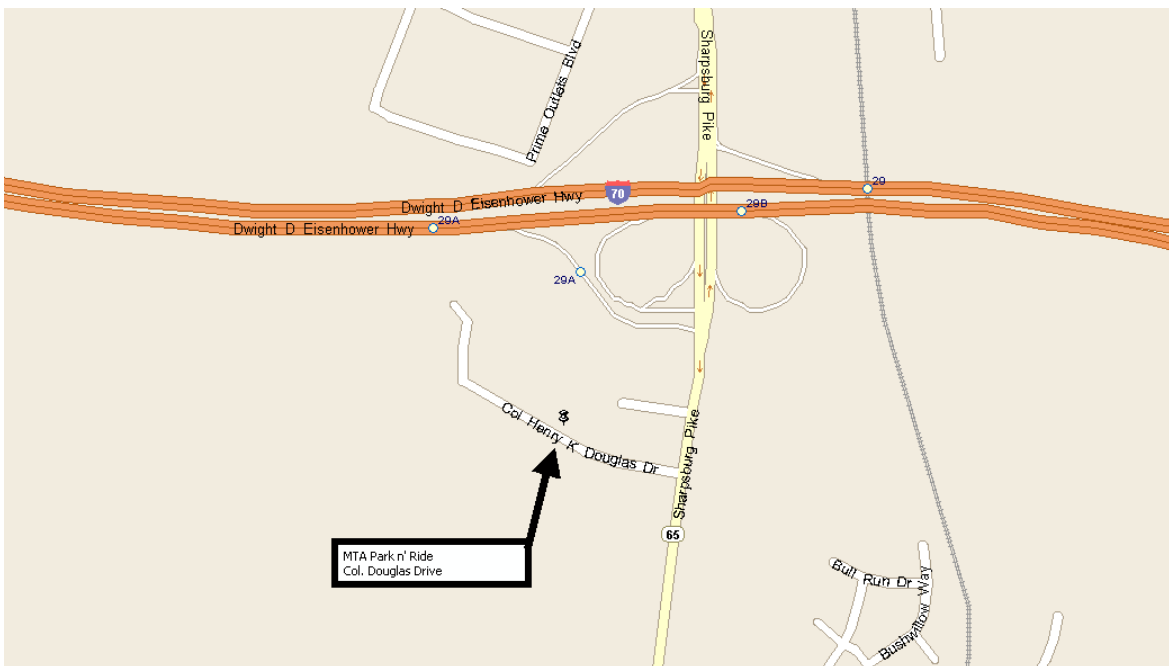 Prime Outlets Blvd
Sharpsburg Pike
70
29
Dwight D Eisenhower Hwy
29A
29B
Dwight D Eisenhower Hwy
29A
Col Henry K Douglas Dr
Sharpsburg Pike
65
MTA Park n' Ride
Col. Douglas Drive
Bull Run Dr
Bushwillow Way